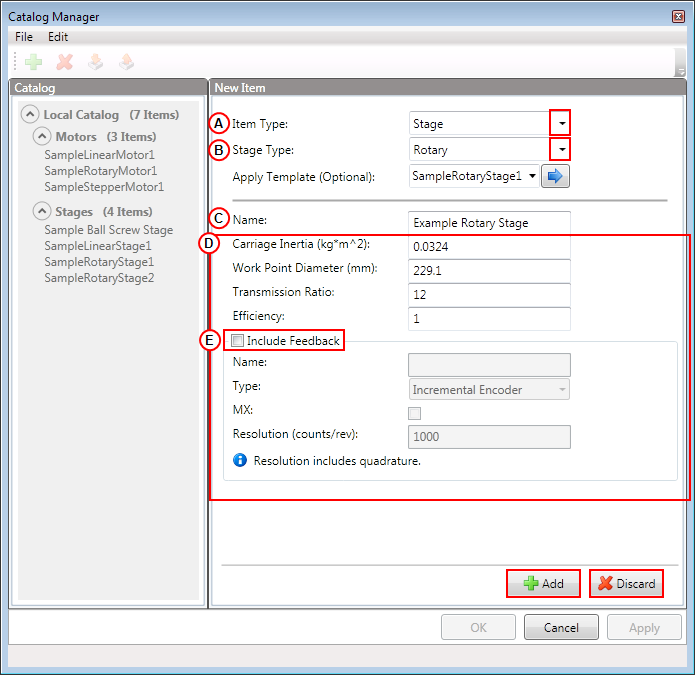 Catalog Manager
File Edit
Catalog
Local Catalog (7 Items)
Motors (3 Items)
SampleLinearMotor1
SampleRotaryMotor1
SampleStepperMotor1
Stages (4 Items)
Sample Ball Screw Stage
SampleLinearStage1
SampleRotaryStage1
SampleRotaryStage2
New Item
A Item Type: Stage
B Stage Type: Rotary
Apply Template (Optional): SampleRotaryStage1
C Name: Example Rotary Stage
D Carriage Inertia (kg*m^2): 0.0324
Work Point Diameter (mm): 229.1
Transmission Ratio: 12
Efficiency: 1
E Include Feedback
Name:
Type: Incremental Encoder
MX:
Resolution (counts/rev): 1000
Resolution includes quadrature.
Add Discard
OK Cancel Apply